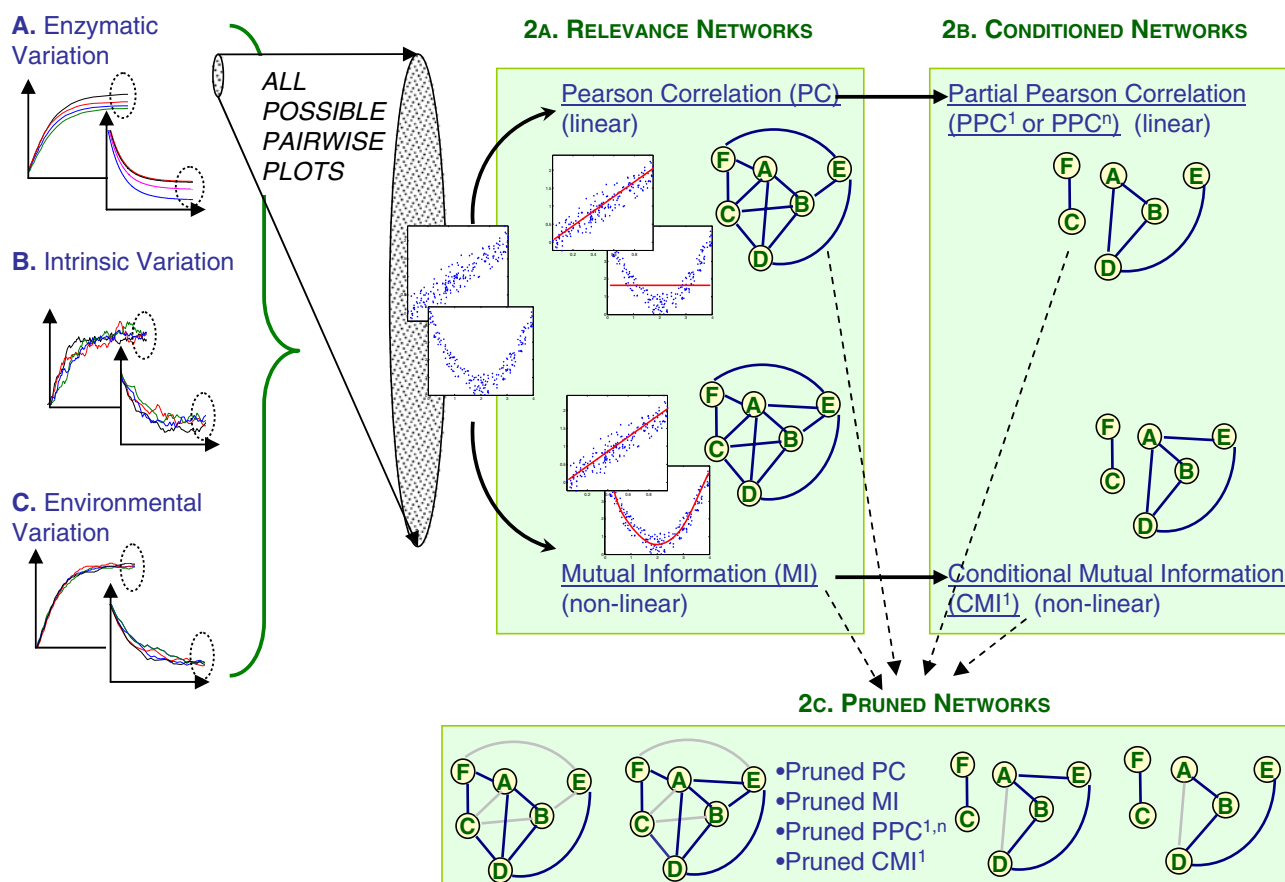 A. Enzymatic
Variation
B. Intrinsic Variation
C. Environmental
Variation
ALL
POSSIBLE
PAIRWISE
PLOTS
2A. RELEVANCE NETWORKS
Pearson Correlation (PC)
(linear)
F
A
E
C
B
D
F
A
E
C
B
D
Mutual Information (MI)
(non-linear)
2B. CONDITIONED NETWORKS
Partial Pearson Correlation
(PPC¹ or PPCⁿ) (linear)
F
A
E
C
B
D
F
A
E
C
B
D
Conditional Mutual Information
(CMI¹) (non-linear)
2C. PRUNED NETWORKS
F
A
E
C
B
D
F
A
E
C
B
D
•Pruned PC
•Pruned MI
•Pruned PPC¹,ⁿ
•Pruned CMI¹
F
A
E
C
B
D
F
A
E
C
B
D